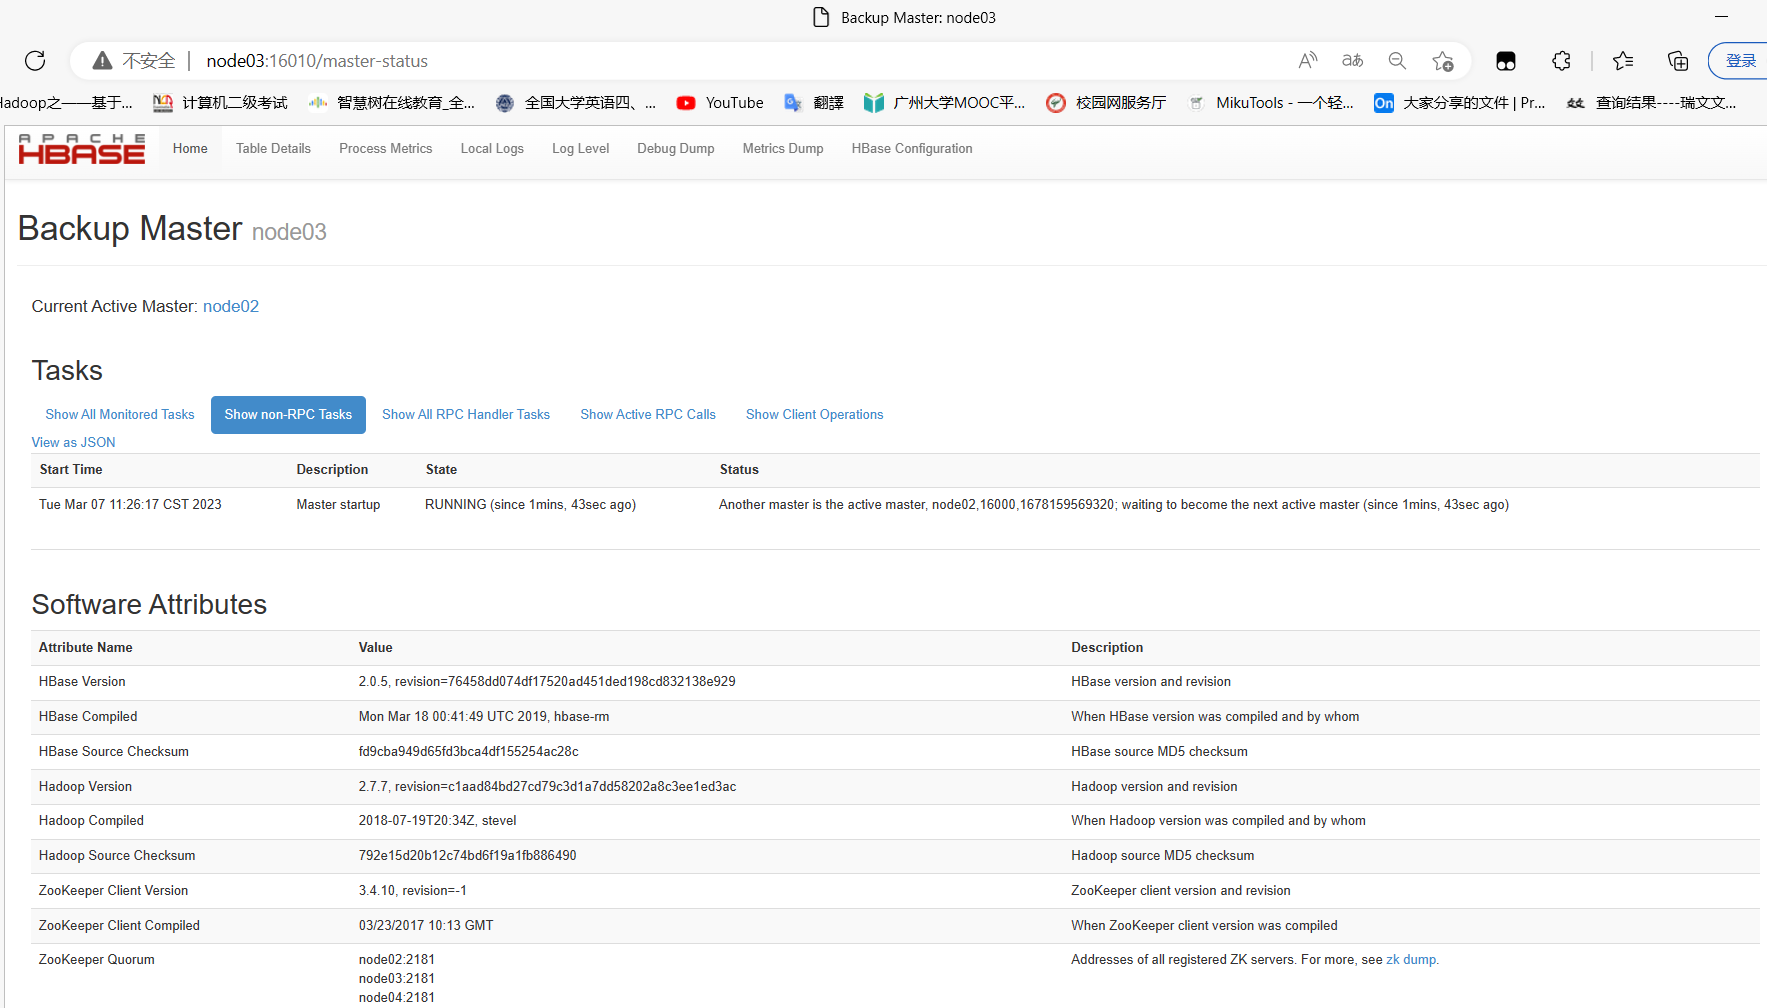 Backup Master: node03
不安全 | node03:16010/master-status
A))
aあ
登录
Hadoop之——基于...
计算机二级考试
智慧树在线教育_全...
全国大学英语四、...
YouTube
翻譯
广州大学MOOC平...
校园网服务厅
MikuTools - 一个轻...
On 大家分享的文件 | Pr...
查询结果----瑞文文...
APACHE
HBASE
Home Table Details Process Metrics Local Logs Log Level Debug Dump Metrics Dump HBase Configuration
Backup Master node03
Current Active Master: node02
Tasks
Show All Monitored Tasks Show non-RPC Tasks Show All RPC Handler Tasks Show Active RPC Calls Show Client Operations
View as JSON
Start Time Description State Status
Tue Mar 07 11:26:17 CST 2023 Master startup RUNNING (since 1mins, 43sec ago) Another master is the active master, node02,16000,1678159569320; waiting to become the next active master (since 1mins, 43sec ago)
Software Attributes
Attribute Name Value Description
HBase Version 2.0.5, revision=76458dd074df17520ad451ded198cd832138e929 HBase version and revision
HBase Compiled Mon Mar 18 00:41:49 UTC 2019, hbase-rm When HBase version was compiled and by whom
HBase Source Checksum fd9cba949d65fd3bca4df155254ac28c HBase source MD5 checksum
Hadoop Version 2.7.7, revision=c1aad84bd27cd79c3d1a7dd58202a8c3ee1ed3ac Hadoop version and revision
Hadoop Compiled 2018-07-19T20:34Z, stevel When Hadoop version was compiled and by whom
Hadoop Source Checksum 792e15d20b12c74bd6f19a1fb886490 Hadoop source MD5 checksum
ZooKeeper Client Version 3.4.10, revision=-1 ZooKeeper client version and revision
ZooKeeper Client Compiled 03/23/2017 10:13 GMT When ZooKeeper client version was compiled
ZooKeeper Quorum node02:2181 Addresses of all registered ZK servers. For more, see zk dump.
node03:2181
node04:2181